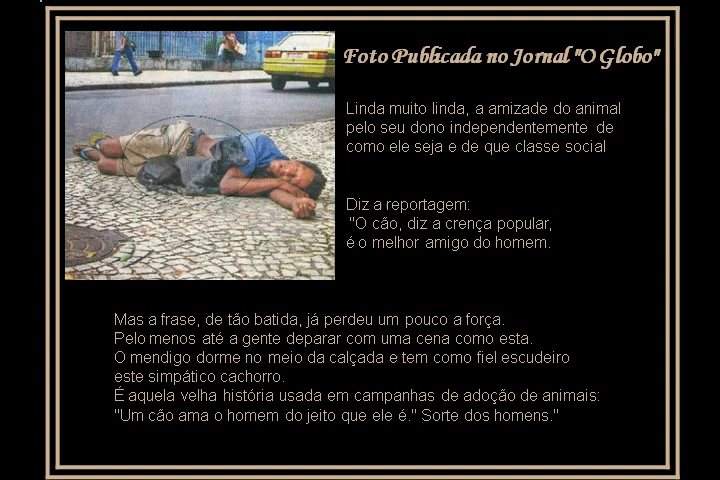 Foto Publicada no Jornal "O Globo"
Linda muito linda, a amizade do animal
pelo seu dono independentemente de
como ele seja e de que classe social
Diz a reportagem:
"O cão, diz a crença popular,
é o melhor amigo do homem.
Mas a frase, de tão batida, já perdeu um pouco a força.
Pelo menos até a gente deparar com uma cena como esta.
O mendigo dorme no meio da calçada e tem como fiel escudeiro
este simpático cachorro.
É aquela velha história usada em campanhas de adoção de animais:
"Um cão ama o homem do jeito que ele é." Sorte dos homens."